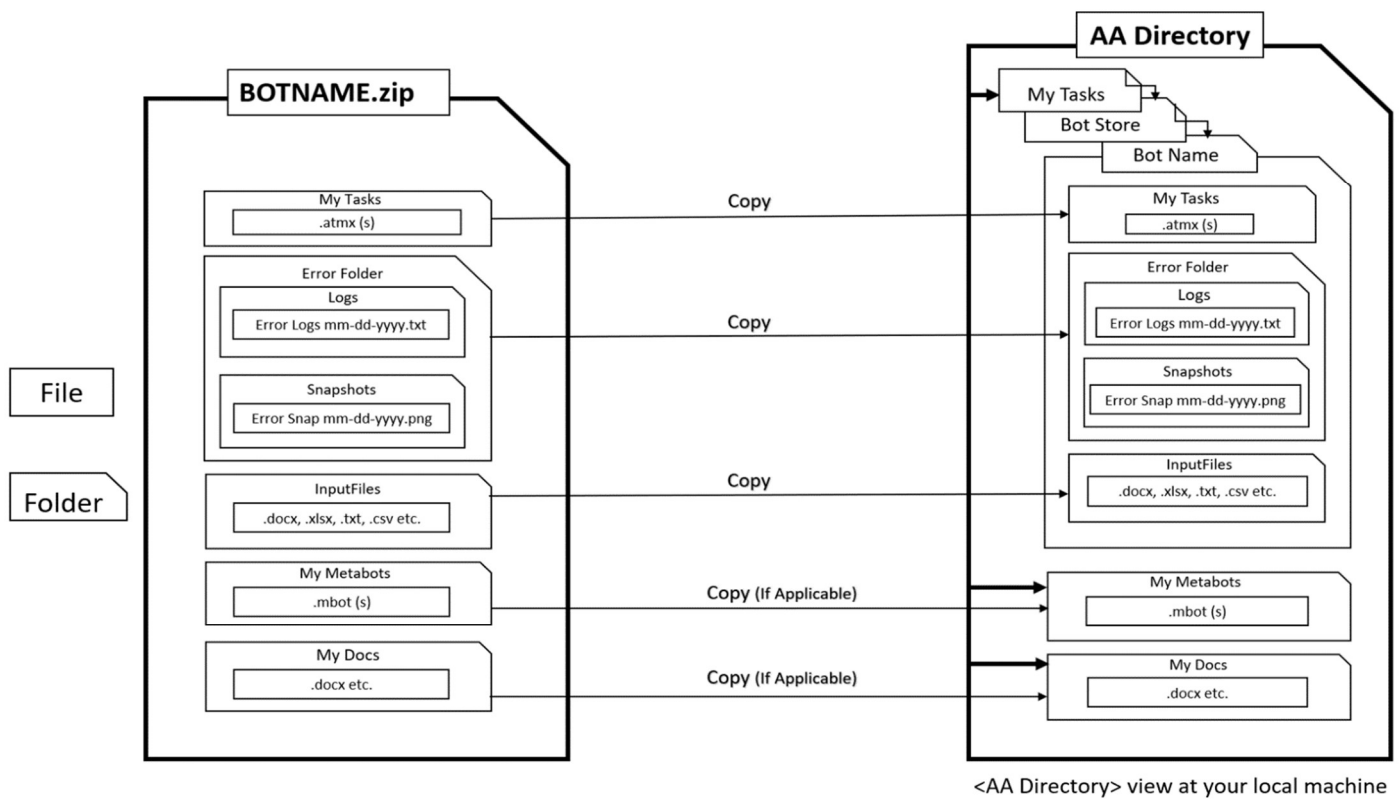 AA Directory
BOTNAME.zip
My Tasks
Bot Store
Bot Name
My Tasks
.atmx (s)
Copy
My Tasks
.atmx (s)
Error Folder
Logs
Error Logs mm-dd-yyyy.txt
Snapshots
Error Snap mm-dd-yyyy.png
Copy
Error Folder
Logs
Error Logs mm-dd-yyyy.txt
Snapshots
Error Snap mm-dd-yyyy.png
File
Folder
InputFiles
.docx, .xlsx, .txt, .csv etc.
Copy
InputFiles
.docx, .xlsx, .txt, .csv etc.
My Metabots
.mbot (s)
Copy (If Applicable)
My Metabots
.mbot (s)
My Docs
.docx etc.
Copy (If Applicable)
My Docs
.docx etc.
<AA Directory> view at your local machine